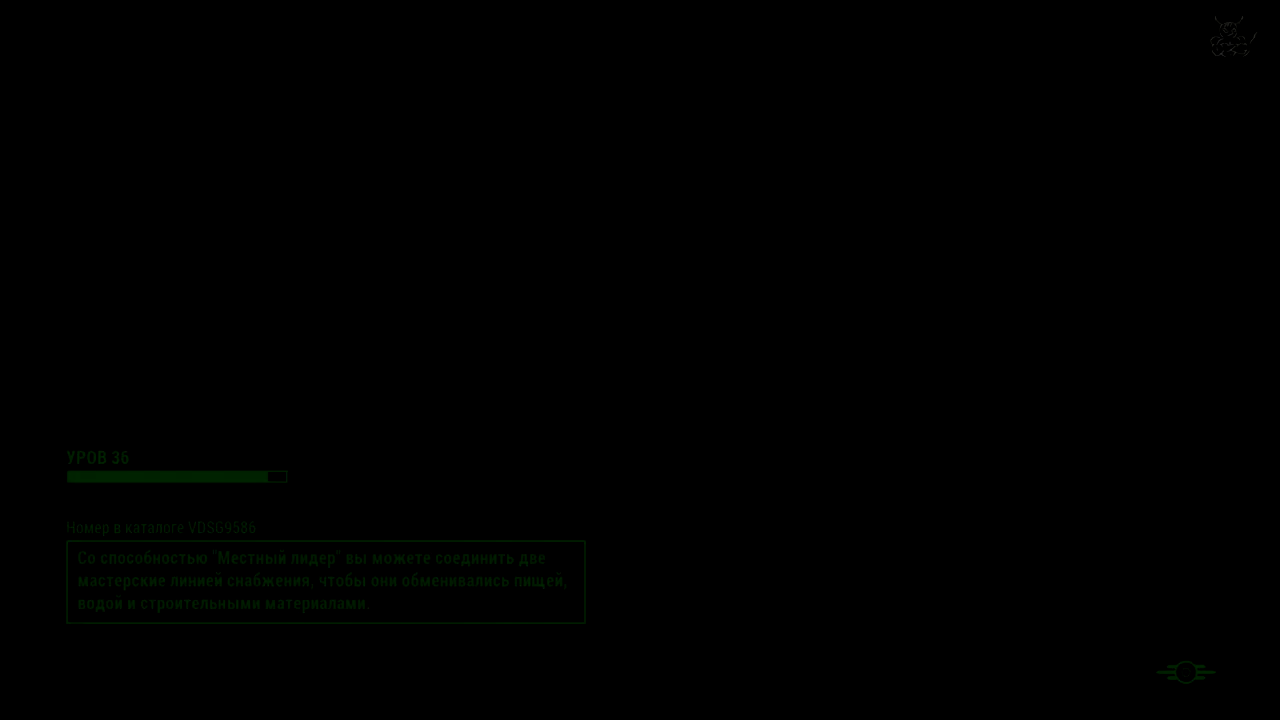 УРОВ 36
Номер в каталоге VDSG9586
Со способностью "Местный лидер" вы можете соединить две
мастерские линией снабжения, чтобы они обменивались пищей,
водой и строительными материалами.